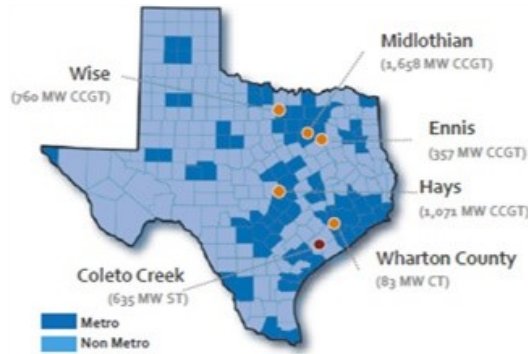 Midlothian
(1,658 MW CCGT)
Wise
(760 MW CCGT)
Ennis
(357 MW CCGT)
Hays
(1,071 MW CCGT)
Wharton County
(83 MW CT)
Coleto Creek
(635 MW ST)
Metro
Non Metro